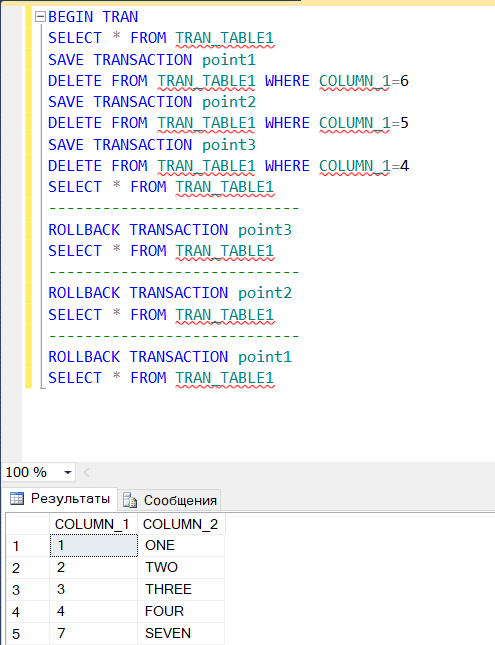 BEGIN TRAN
SELECT * FROM TRAN_TABLE1
SAVE TRANSACTION point1
DELETE FROM TRAN_TABLE1 WHERE COLUMN_1=6
SAVE TRANSACTION point2
DELETE FROM TRAN_TABLE1 WHERE COLUMN_1=5
SAVE TRANSACTION point3
DELETE FROM TRAN_TABLE1 WHERE COLUMN_1=4
SELECT * FROM TRAN_TABLE1
----------------------------
ROLLBACK TRANSACTION point3
SELECT * FROM TRAN_TABLE1
----------------------------
ROLLBACK TRANSACTION point2
SELECT * FROM TRAN_TABLE1
----------------------------
ROLLBACK TRANSACTION point1
SELECT * FROM TRAN_TABLE1
100 %
Результаты Сообщения
COLUMN_1 COLUMN_2
1 1 ONE
2 2 TWO
3 3 THREE
4 4 FOUR
5 7 SEVEN